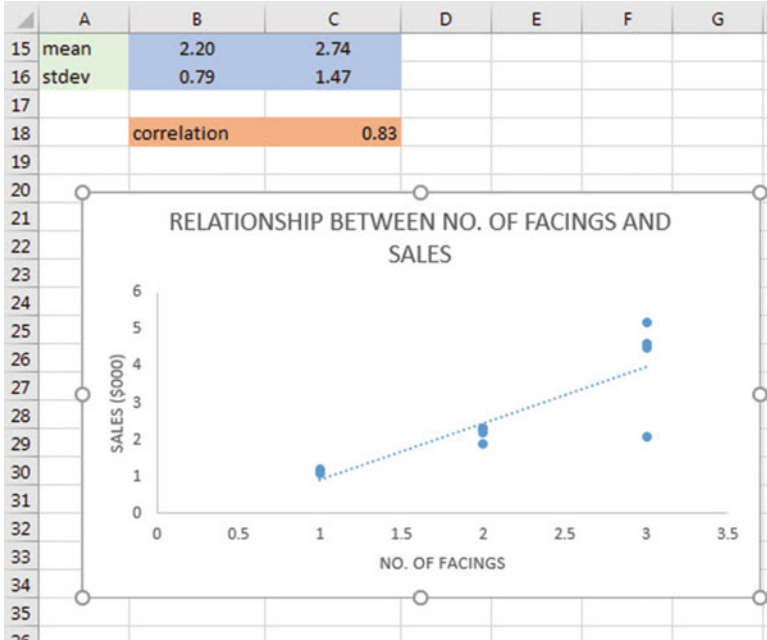 A B C D E F G
15 mean 2.20 2.74
16 stdev 0.79 1.47
17
18 correlation 0.83
19
20
21
22
23
24
25
26
27
28
29
30
31
32
33
34
35
36
RELATIONSHIP BETWEEN NO. OF FACINGS AND
SALES
SALES ($000)
6
5
4
3
2
1
0
0 0.5 1 1.5 2 2.5 3 3.5
NO. OF FACINGS